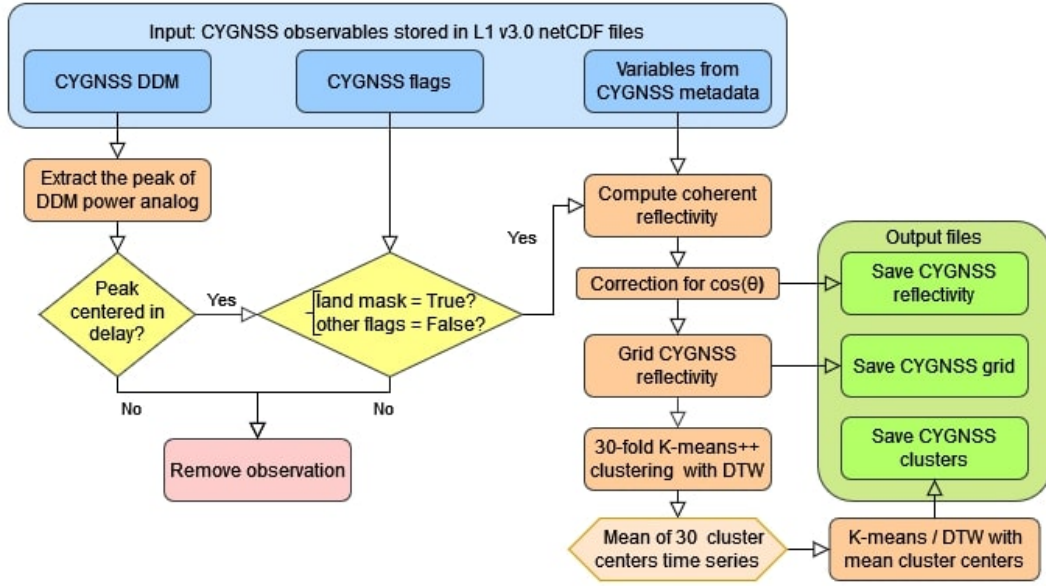 Input: CYGNSS observables stored in L1 v3.0 netCDF files
CYGNSS DDM
CYGNSS flags
Variables from
CYGNSS metadata
Extract the peak of
DDM power analog
Compute coherent
reflectivity
Yes
Output files
Peak
centered in
delay?
Yes
land mask = True?
other flags = False?
Correction for cos(θ)
Save CYGNSS
reflectivity
Grid CYGNSS
reflectivity
Save CYGNSS grid
No
No
Remove observation
30-fold K-means++
clustering with DTW
Save CYGNSS
clusters
Mean of 30 cluster
centers time series
K-means / DTW with
mean cluster centers